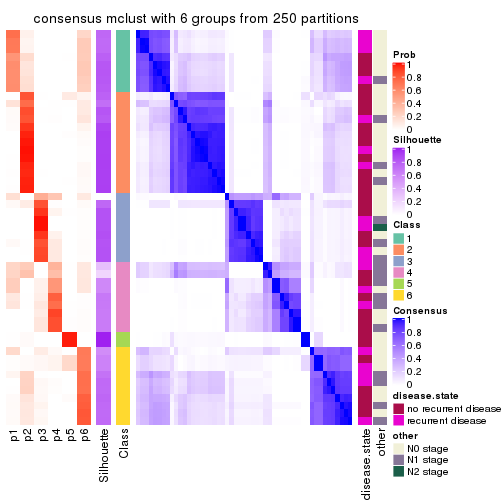 consensus mclust with 6 groups from 250 partitions
Prob
1
0.8
0.6
0.4
0.2
0
Silhouette
1
0.8
0.6
0.4
0.2
0
Class
1
2
3
4
5
6
Consensus
1
0.8
0.6
0.4
0.2
0
disease.state
no recurrent disease
recurrent disease
other
N0 stage
N1 stage
N2 stage
p1
p2
p3
p4
p5
p6
Silhouette
Class
disease.state
other